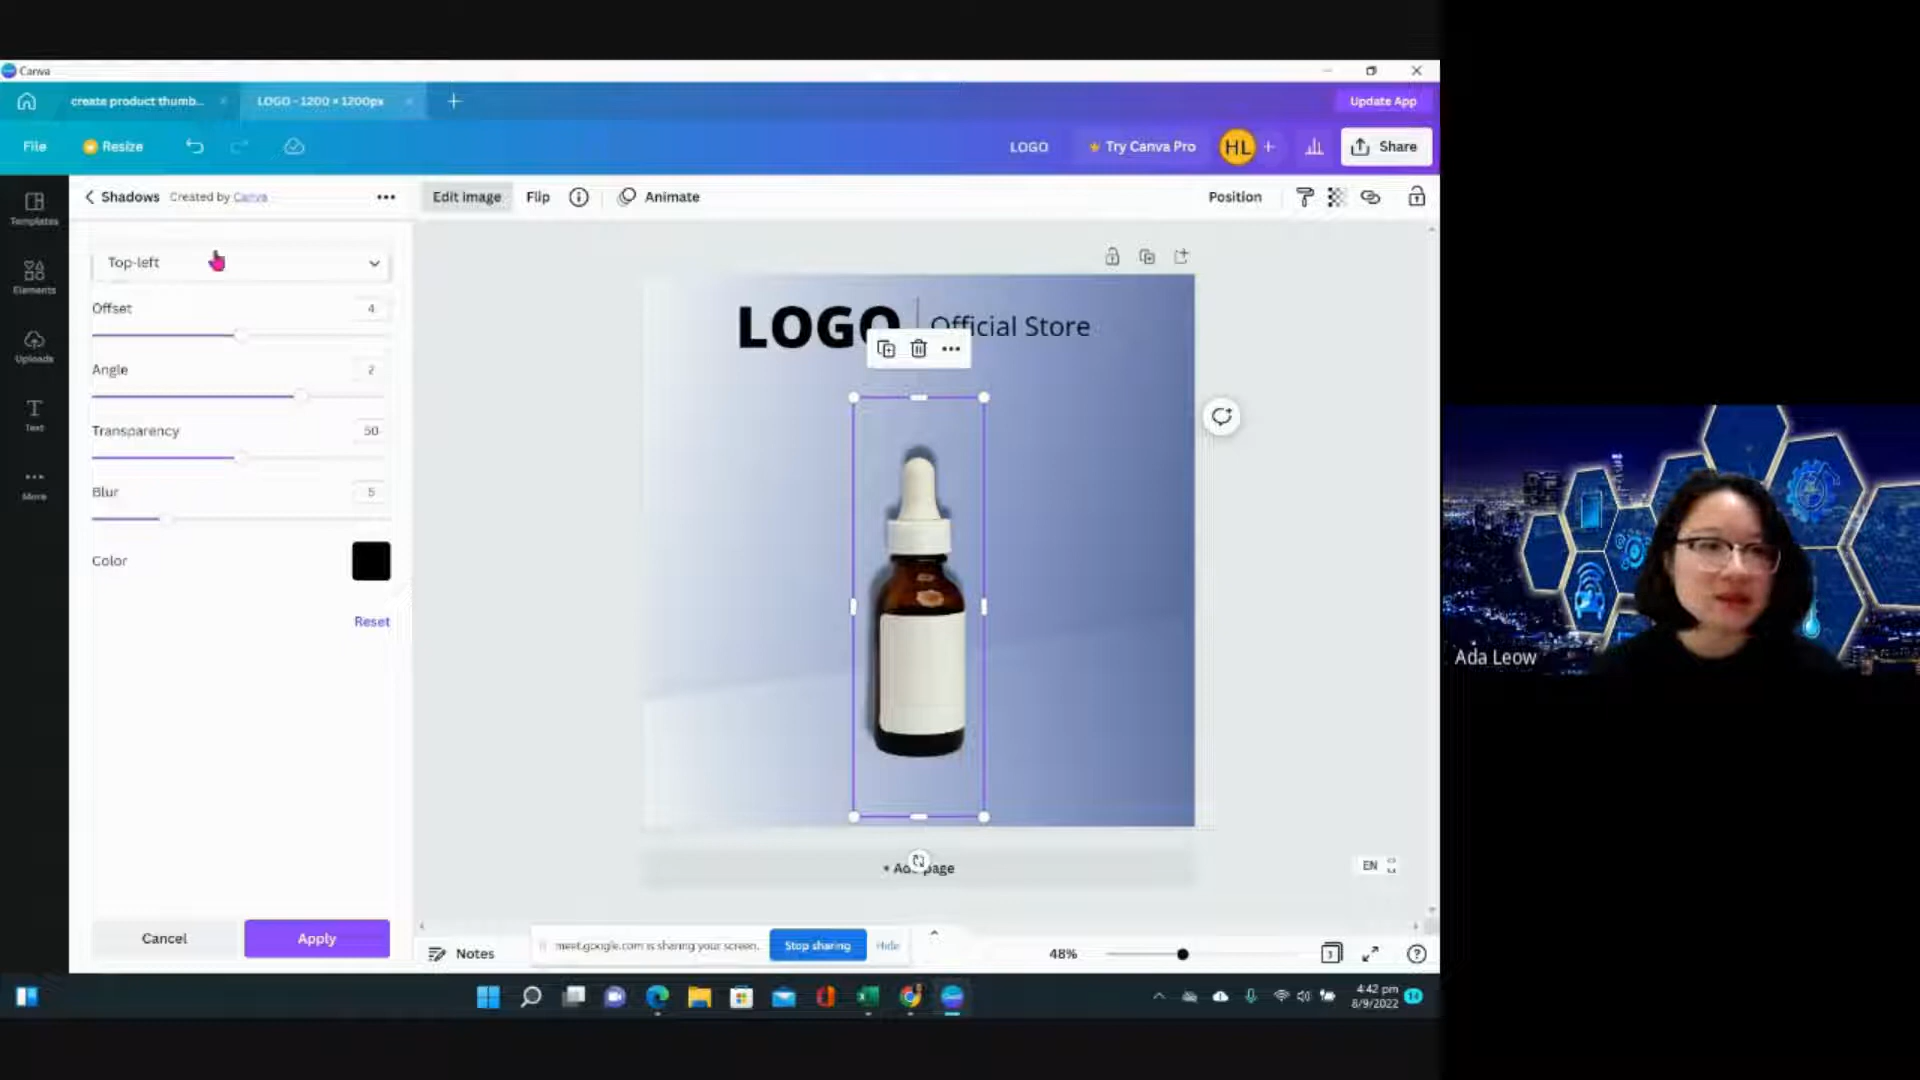 Canva
create product thumb...
LOGO - 1200 × 1200px
Update App
File
Resize
LOGO
Try Canva Pro
HL
Share
Shadows
Created by Canva
Edit image
Flip
Animate
Position
Templates
Elements
Uploads
Text
More
Top-left
Offset
4
Angle
2
Transparency
50
Blur
5
Color
Reset
Cancel
Apply
LOGO
Official Store
+ Add page
EN
Notes
meet.google.com is sharing your screen.
Stop sharing
Hide
48%
1
4:42 pm
8/9/2022
Ada Leow